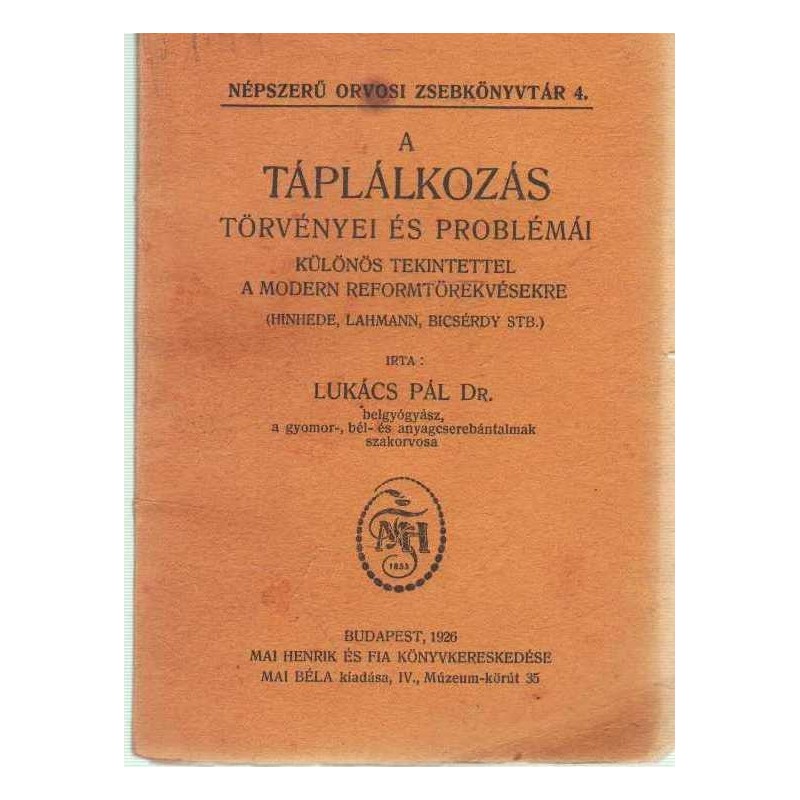 NÉPSZERŰ ORVOSI ZSEBKÖNYVTÁR 4.
A
TÁPLÁLKOZÁS
TÖRVÉNYEI ÉS PROBLÉMÁI
KÜLÖNÖS TEKINTETTEL
A MODERN REFORMTÖREKVÉSEKRE
(HINHEDE, LAHMANN, BICSÉRDY STB.)
IRTA :
LUKÁCS PÁL DR.
belgyógyász,
a gyomor-, bél- és anyagcserebántalmak
szakorvosa
MH
1853
BUDAPEST, 1926
MAI HENRIK ÉS FIA KÖNYVKERESKEDÉSE
MAI BÉLA kiadása, IV., Múzeum-körút 35